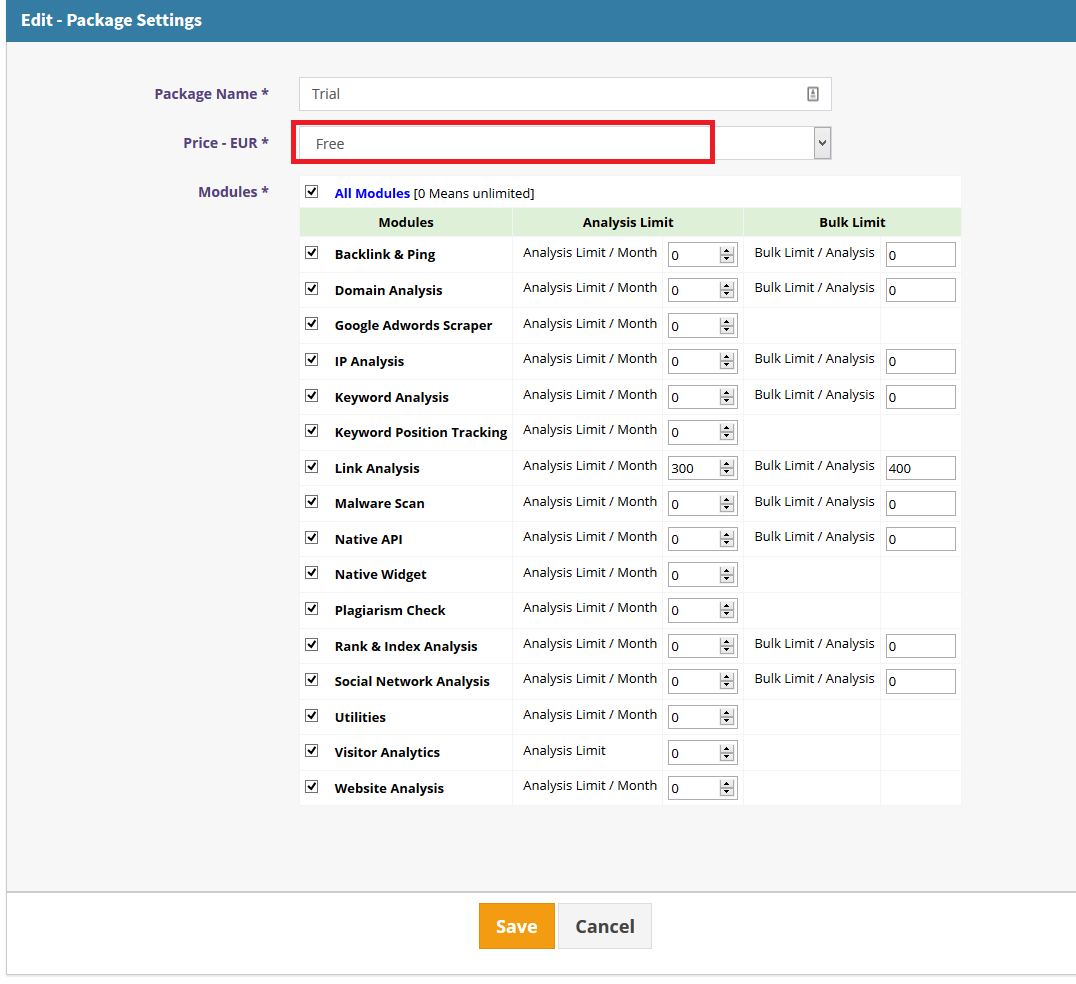 Edit - Package Settings
Package Name * Trial
Price - EUR * Free
Modules * All Modules [0 Means unlimited]
Modules Analysis Limit Bulk Limit
Backlink & Ping Analysis Limit / Month 0 Bulk Limit / Analysis 0
Domain Analysis Analysis Limit / Month 0 Bulk Limit / Analysis 0
Google Adwords Scraper Analysis Limit / Month 0
IP Analysis Analysis Limit / Month 0 Bulk Limit / Analysis 0
Keyword Analysis Analysis Limit / Month 0 Bulk Limit / Analysis 0
Keyword Position Tracking Analysis Limit / Month 0
Link Analysis Analysis Limit / Month 300 Bulk Limit / Analysis 400
Malware Scan Analysis Limit / Month 0 Bulk Limit / Analysis 0
Native API Analysis Limit / Month 0 Bulk Limit / Analysis 0
Native Widget Analysis Limit / Month 0
Plagiarism Check Analysis Limit / Month 0
Rank & Index Analysis Analysis Limit / Month 0 Bulk Limit / Analysis 0
Social Network Analysis Analysis Limit / Month 0 Bulk Limit / Analysis 0
Utilities Analysis Limit / Month 0
Visitor Analytics Analysis Limit 0
Website Analysis Analysis Limit / Month 0
Save Cancel